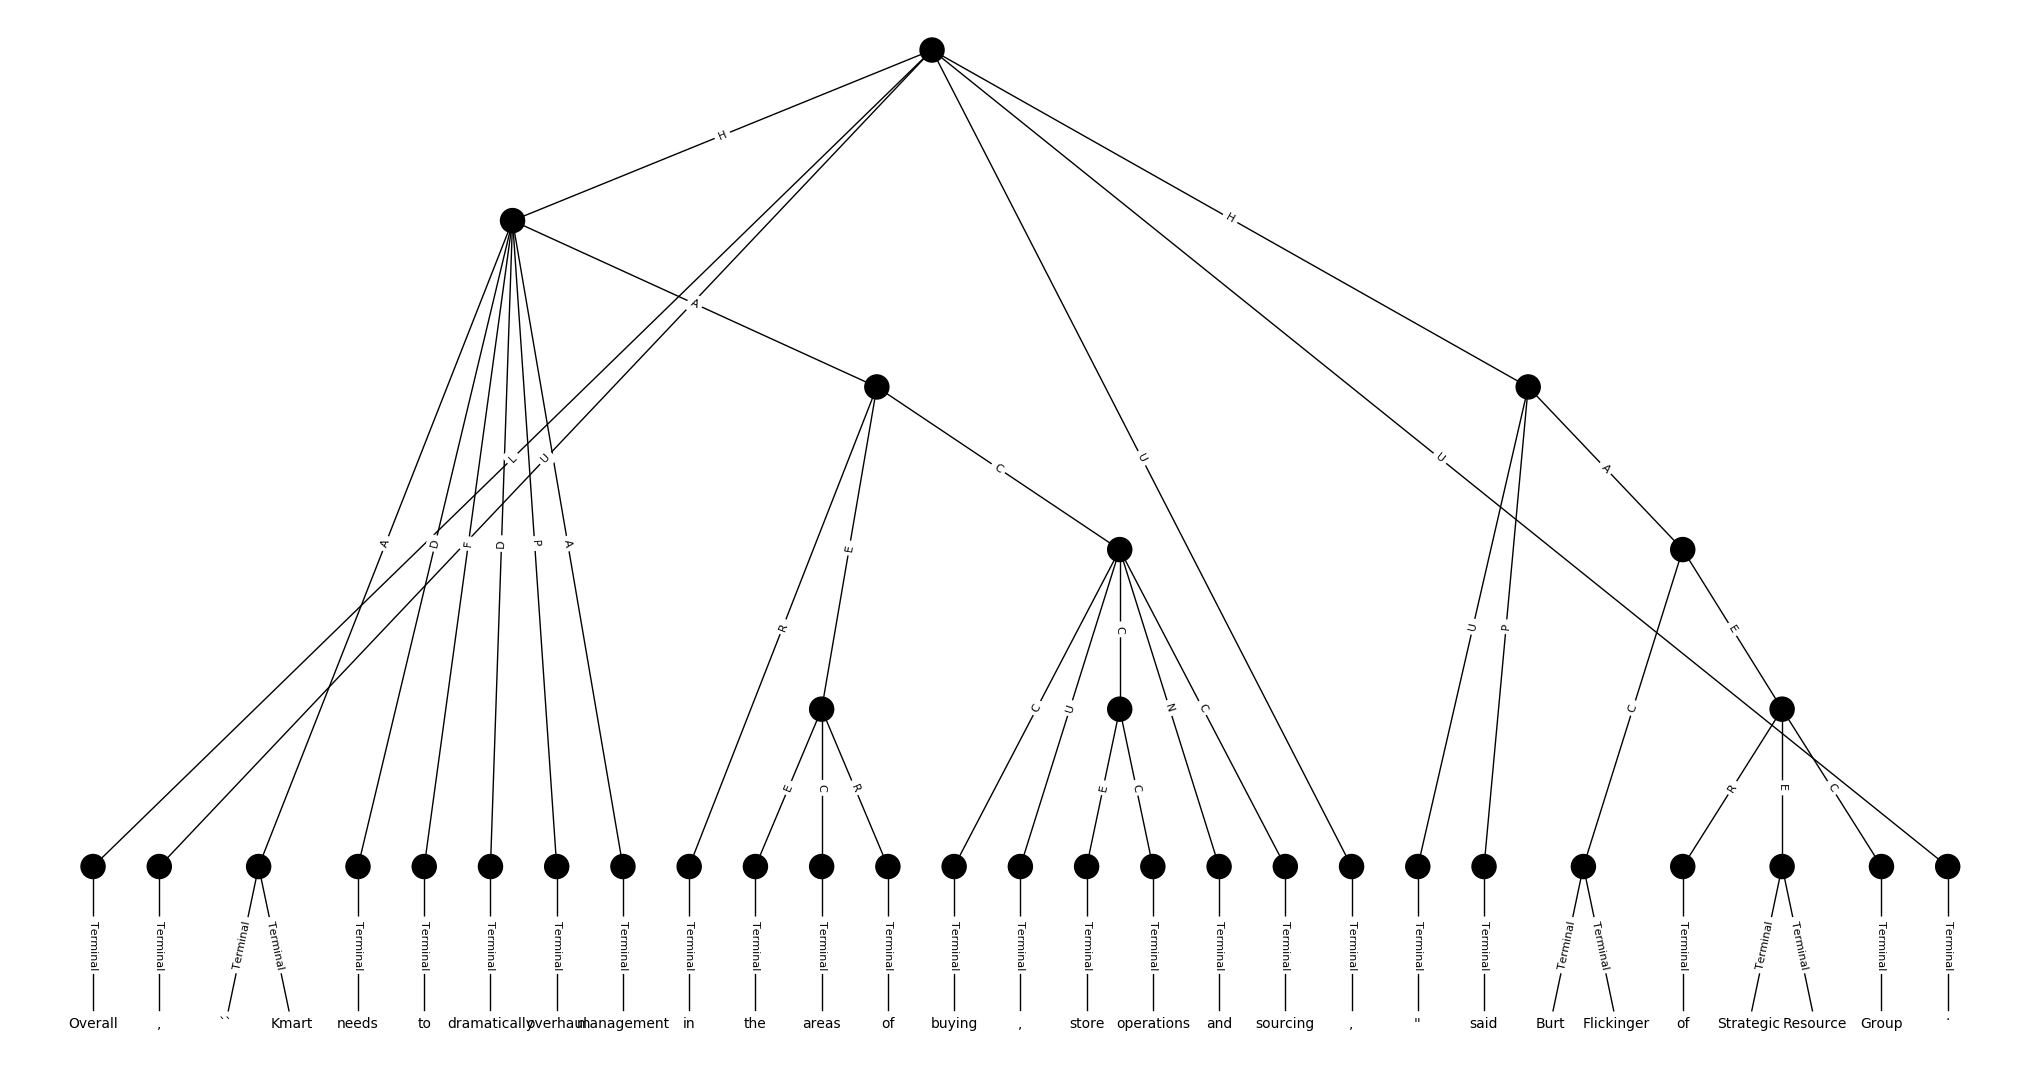 H
H
A
L U U U
C A
A D F D P A E
R U P E
C U C N C C
E C R E C R E C
Terminal Terminal Terminal Terminal Terminal Terminal Terminal Terminal Terminal Terminal Terminal Terminal Terminal Terminal Terminal Terminal Terminal Terminal Terminal Terminal Terminal Terminal Terminal Terminal Terminal Terminal Terminal Terminal Terminal
Overall , `` Kmart needs to dramatically overhaul management in the areas of buying , store operations and sourcing , " said Burt Flickinger of Strategic Resource Group .